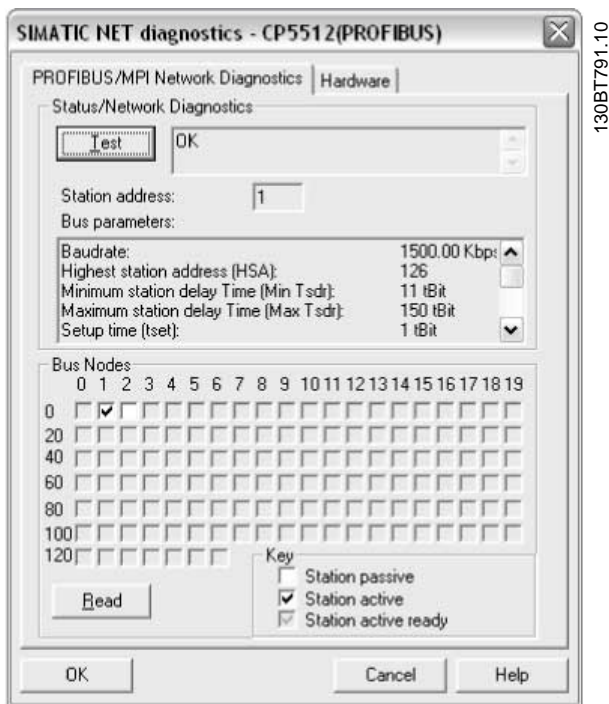 SIMATIC NET diagnostics - CP5512(PROFIBUS)
130BT791.10
PROFIBUS/MPI Network Diagnostics
Hardware
Status/Network Diagnostics
Test
OK
Station address:
1
Bus parameters:
Baudrate: 1500.00 Kbps
Highest station address (HSA): 126
Minimum station delay Time (Min Tsdr): 11 tBit
Maximum station delay Time (Max Tsdr): 150 tBit
Setup time (tset): 1 tBit
Bus Nodes
0 1 2 3 4 5 6 7 8 9 10 11 12 13 14 15 16 17 18 19
0
20
40
60
80
100
120
Key
Station passive
Station active
Station active ready
Read
OK
Cancel
Help